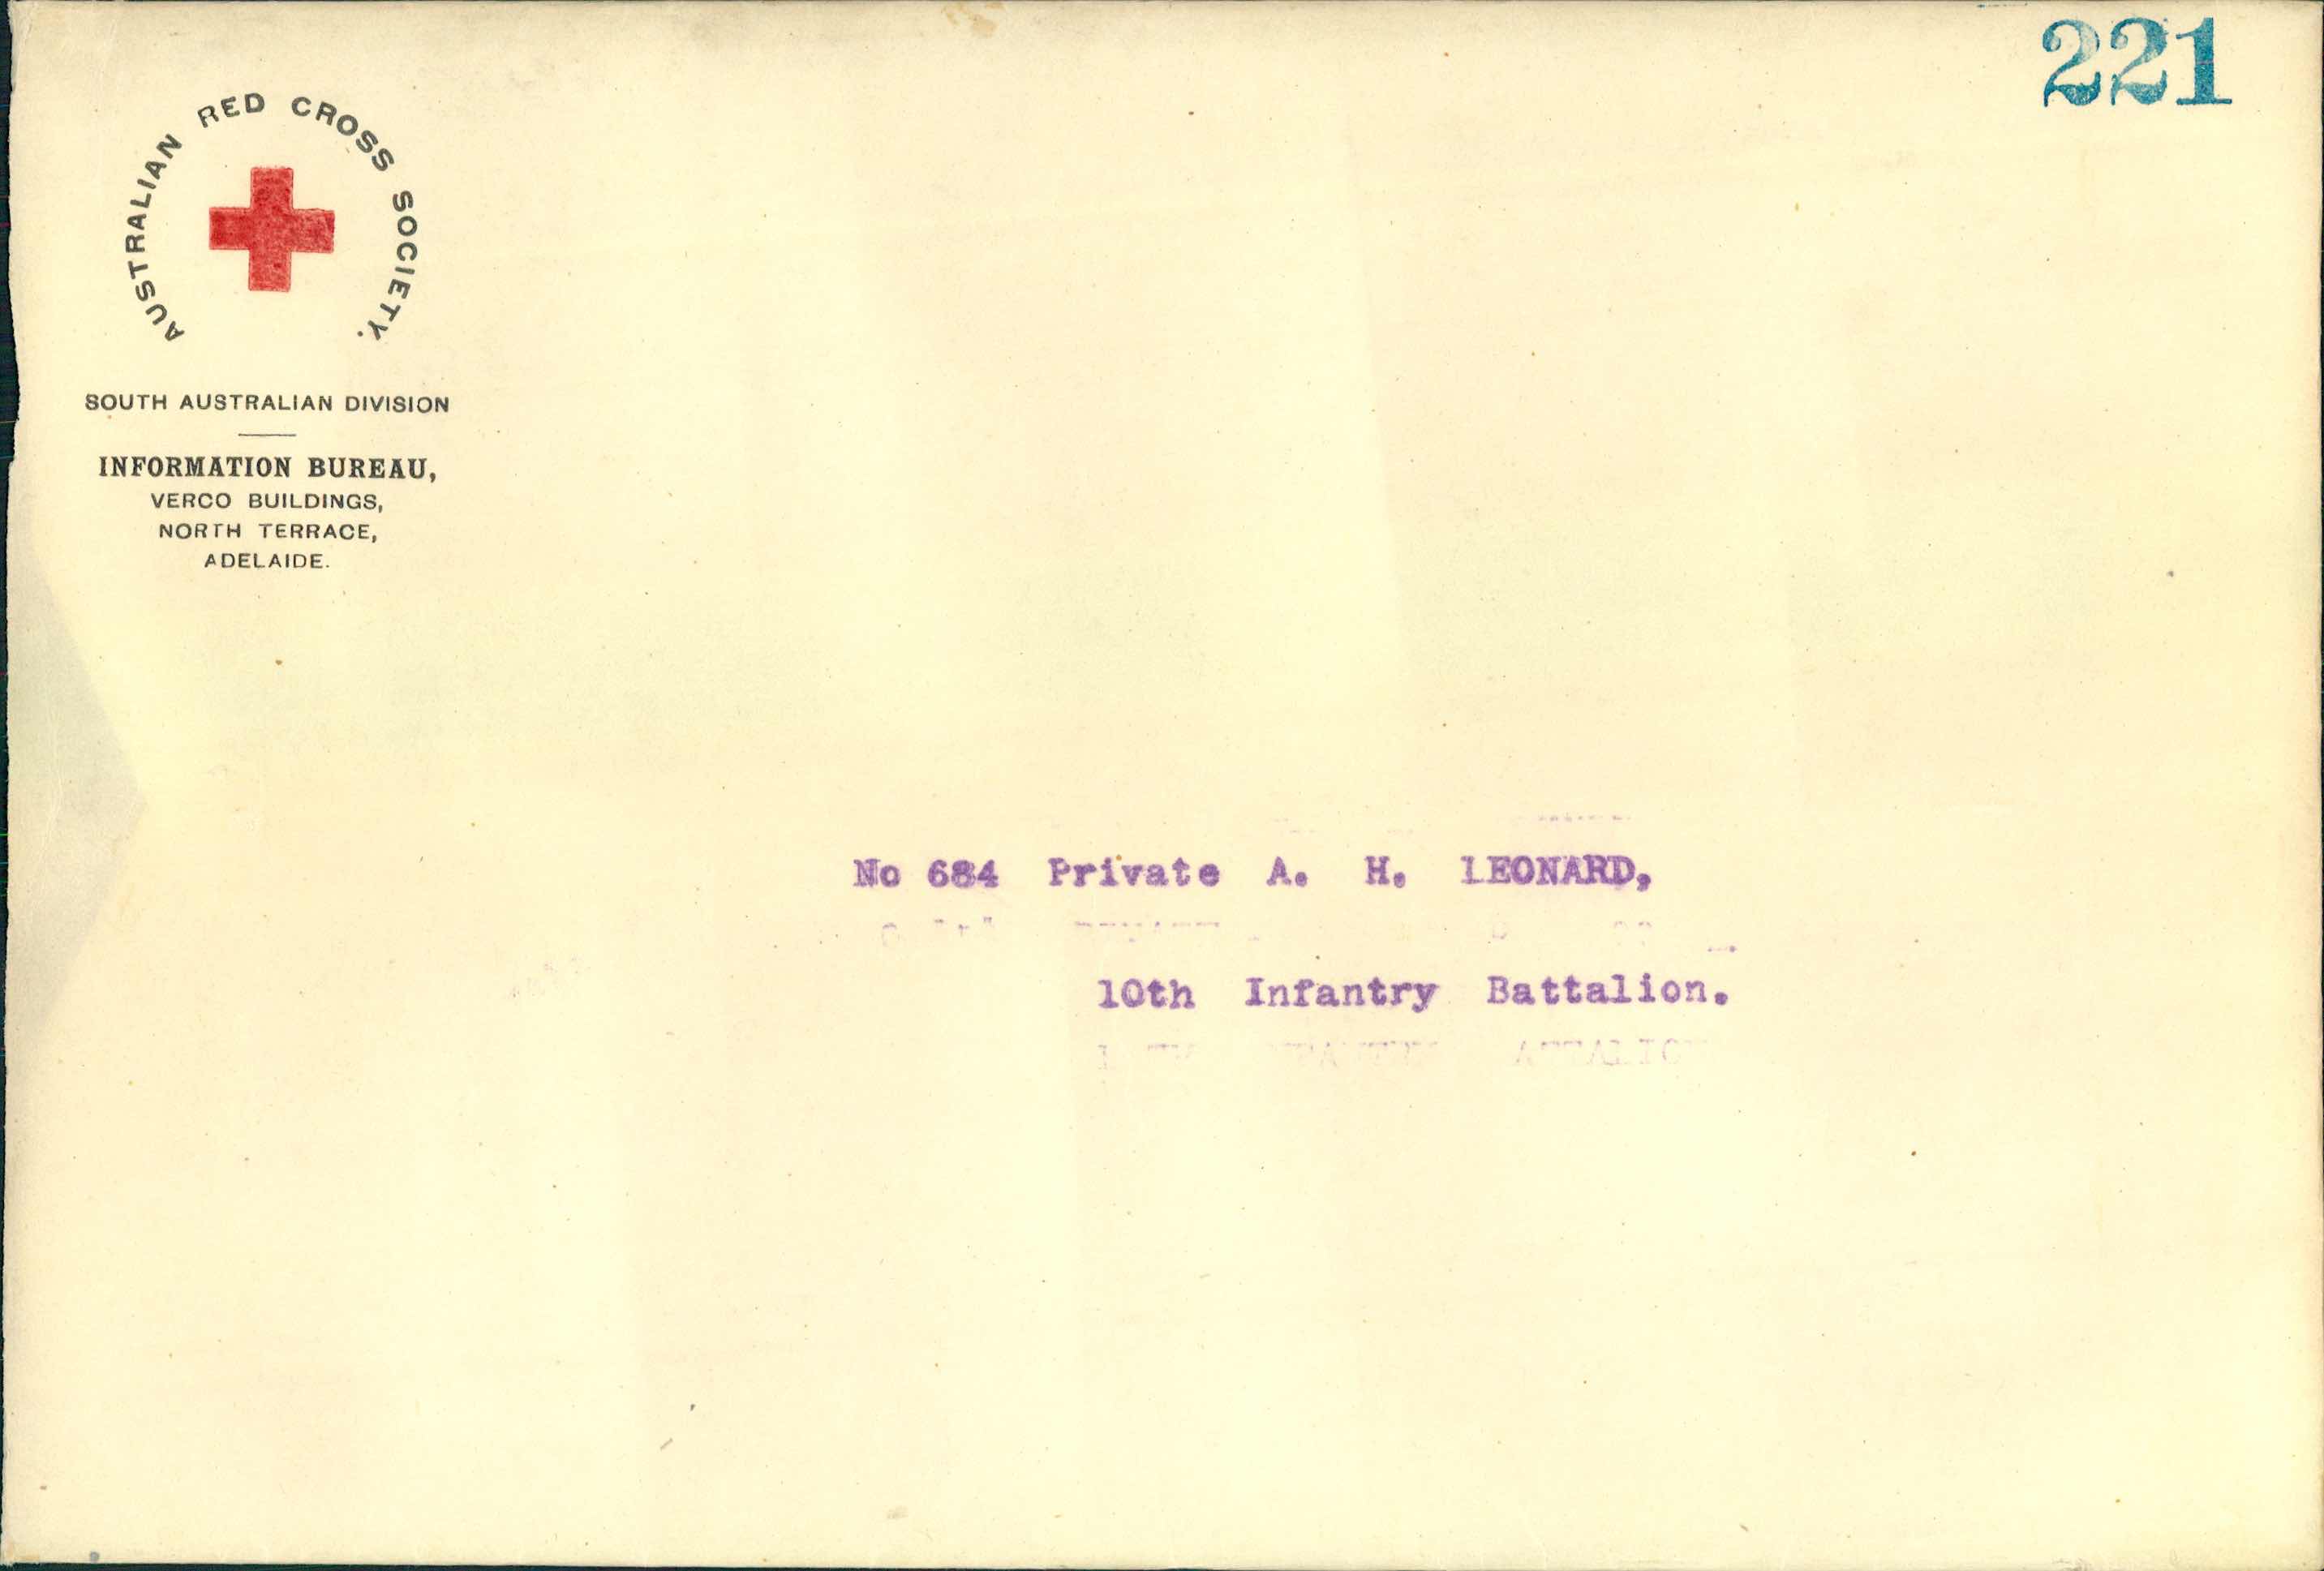 221
AUSTRALIAN RED CROSS SOCIETY.
SOUTH AUSTRALIAN DIVISION
INFORMATION BUREAU,
VERCO BUILDINGS,
NORTH TERRACE,
ADELAIDE.
No 684 Private A. H. LEONARD,
10th Infantry Battalion.